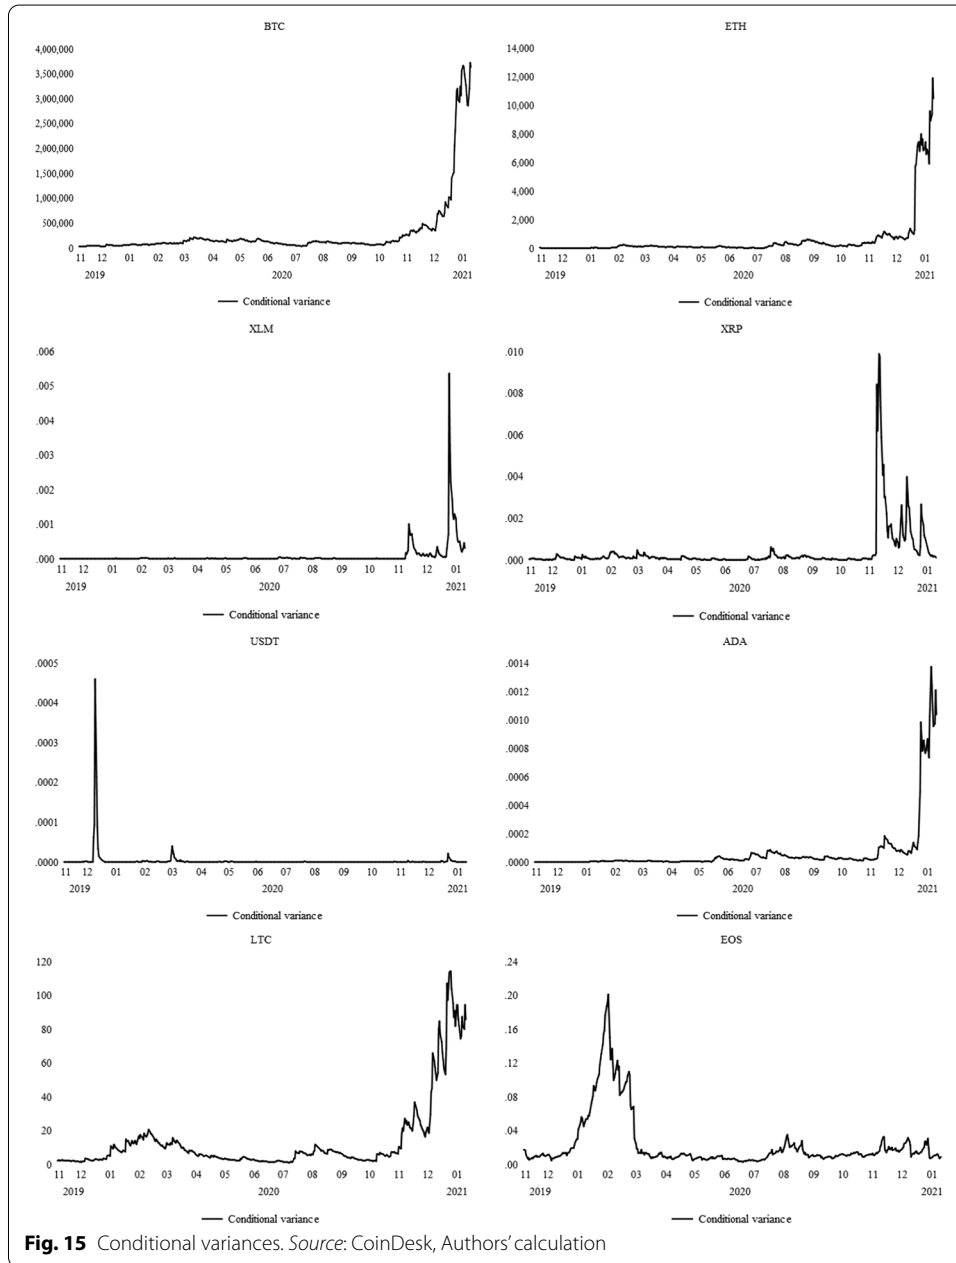 BTC
4,000,000
3,500,000
3,000,000
2,500,000
2,000,000
1,500,000
1,000,000
500,000
0
11 12 01 02 03 04 05 06 07 08 09 10 11 12 01
2019 2020 2021
Conditional variance
ETH
14,000
12,000
10,000
8,000
6,000
4,000
2,000
0
11 12 01 02 03 04 05 06 07 08 09 10 11 12 01
2019 2020 2021
Conditional variance
XLM
.006
.005
.004
.003
.002
.001
.000
11 12 01 02 03 04 05 06 07 08 09 10 11 12 01
2019 2020 2021
Conditional variance
XRP
.010
.008
.006
.004
.002
.000
11 12 01 02 03 04 05 06 07 08 09 10 11 12 01
2019 2020 2021
Conditional variance
USDT
.0005
.0004
.0003
.0002
.0001
.0000
11 12 01 02 03 04 05 06 07 08 09 10 11 12 01
2019 2020 2021
Conditional variance
ADA
.0014
.0012
.0010
.0008
.0006
.0004
.0002
.0000
11 12 01 02 03 04 05 06 07 08 09 10 11 12 01
2019 2020 2021
Conditional variance
LTC
120
100
80
60
40
20
0
11 12 01 02 03 04 05 06 07 08 09 10 11 12 01
2019 2020 2021
Conditional variance
EOS
.24
.20
.16
.12
.08
.04
.00
11 12 01 02 03 04 05 06 07 08 09 10 11 12 01
2019 2020 2021
Conditional variance
Fig. 15 Conditional variances. Source: CoinDesk, Authors' calculation